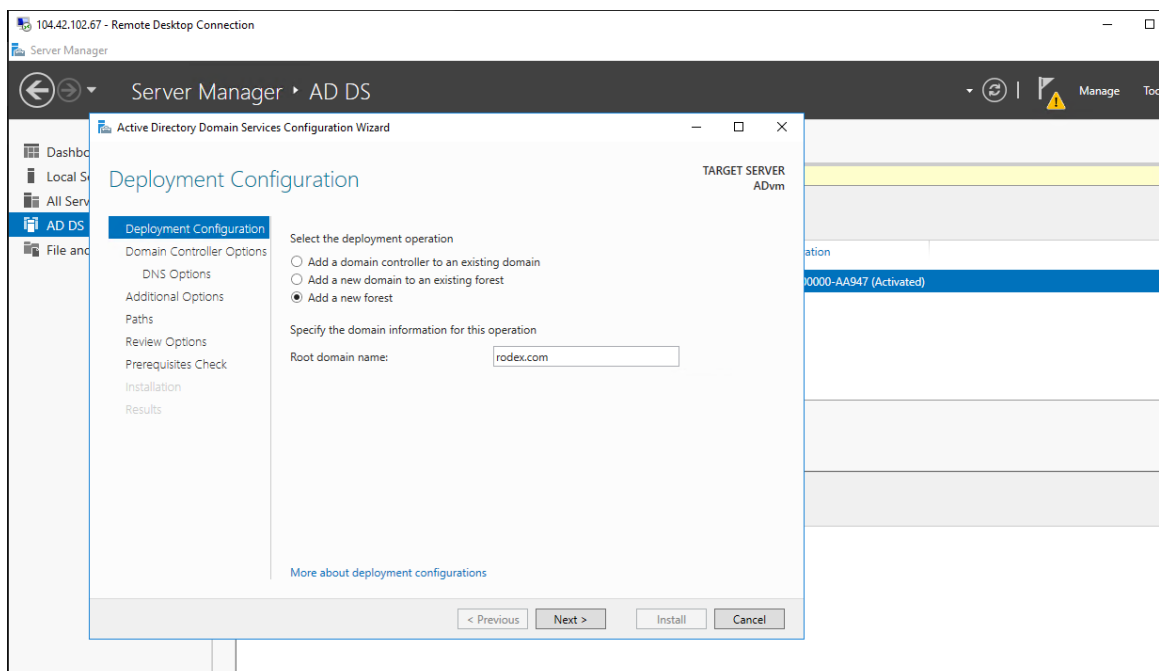 104.42.102.67 - Remote Desktop Connection
Server Manager
Server Manager AD DS
Manage
Active Directory Domain Services Configuration Wizard
Deployment Configuration
TARGET SERVER
ADvm
Local
All Serv
AD DS
File and
Deployment Configuration
Domain Controller Options
DNS Options
Additional Options
Paths
Review Options
Prerequisites Check
Installation
Results
Select the deployment operation
Add a domain controller to an existing domain
Add a new domain to an existing forest
Add a new forest
Specify the domain information for this operation
Root domain name:
rodex.com
More about deployment configurations
ation
0000-AA947 (Activated)
< Previous
Next >
Install
Cancel